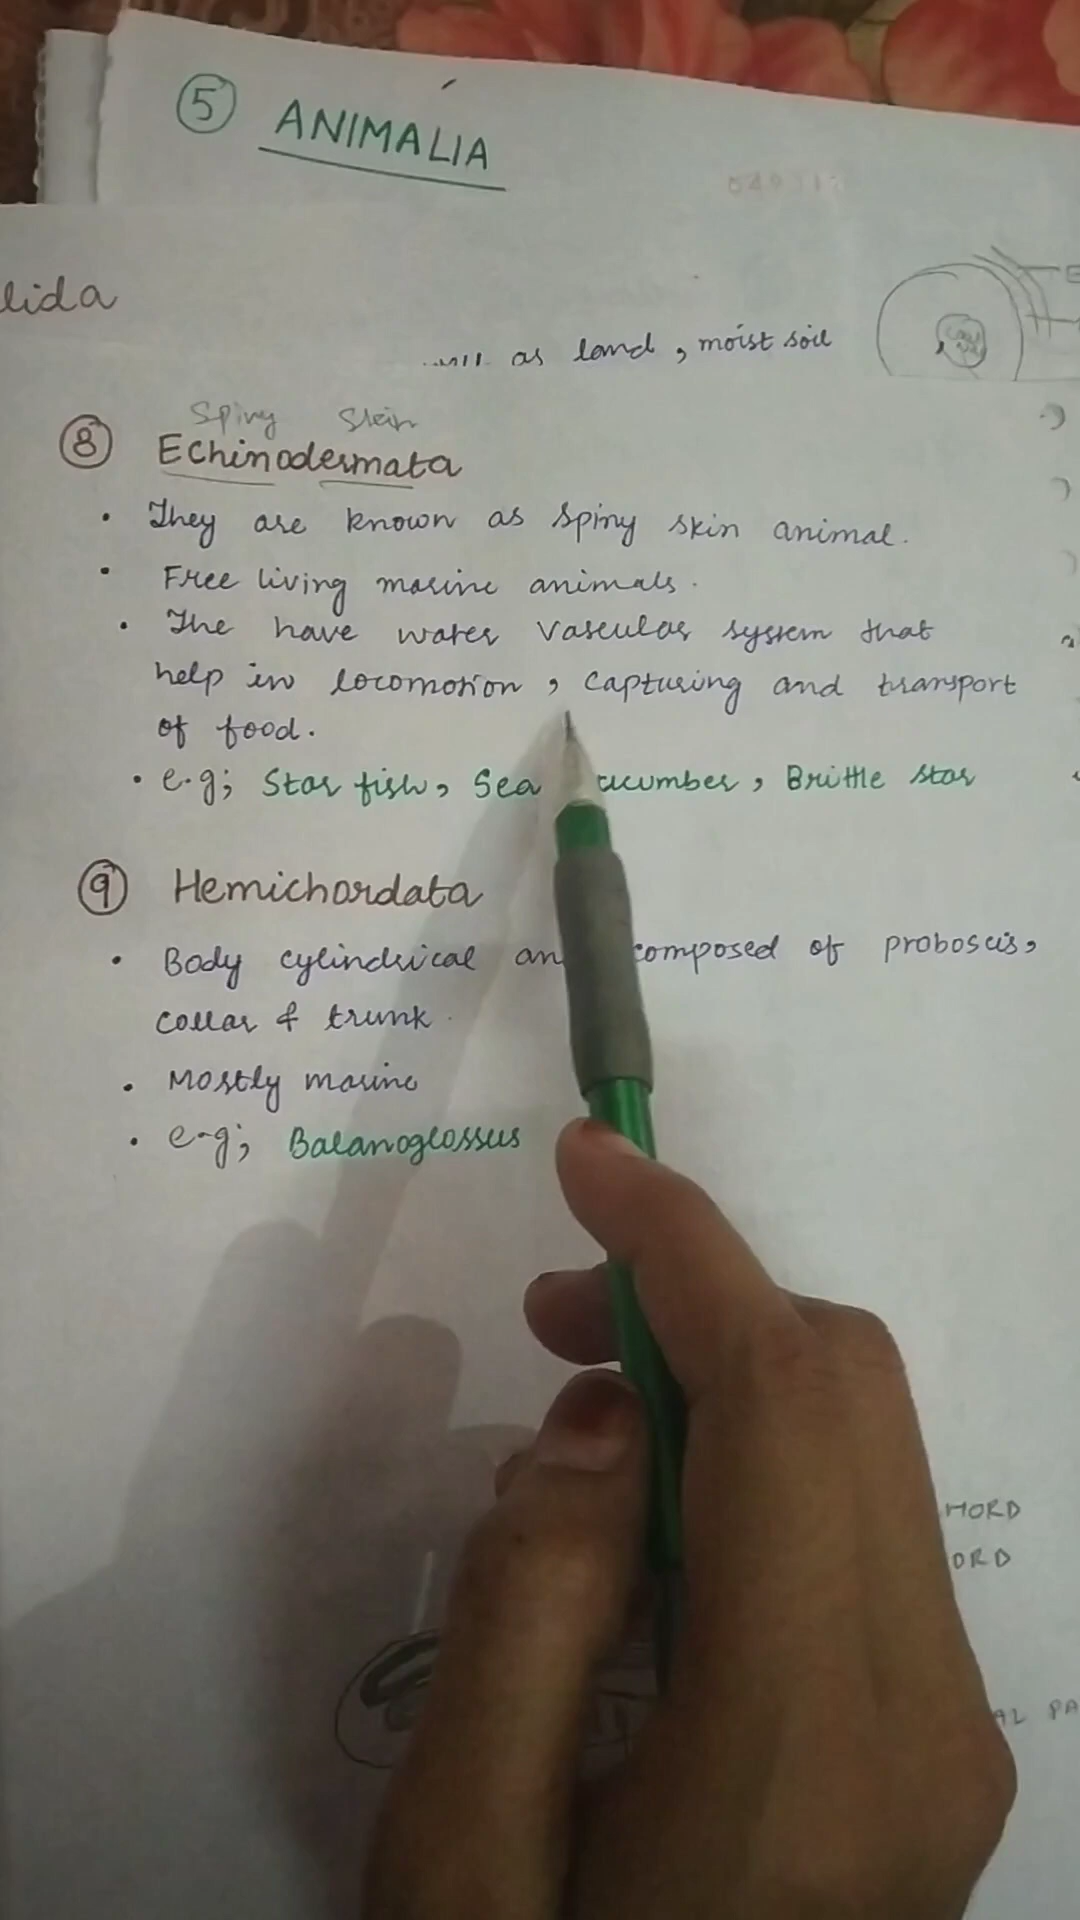 5 ANIMALIA
lida
as land, moist soil
Spiny Skin
8 Echinodermata
• They are known as spiny skin animal.
• Free living marine animals.
• The have water vascular system that
help in locomotion, capturing and transport
of food.
• e.g; Star fish, Sea cucumber, Brittle star
9 Hemichordata
• Body cylindrical an composed of proboscis,
collar & trunk.
• Mostly marine
• e-g; Balanoglossus
HORD
ORD
AL PA